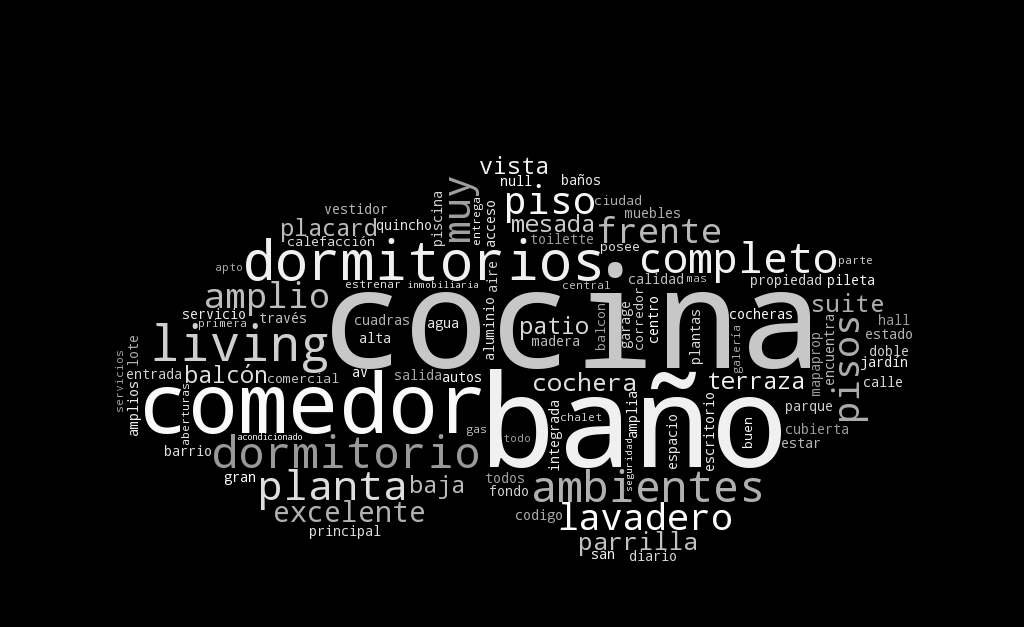 vista
null
baños
muy
piscina
entrega
acceso
piso
ciudad
vestidor
muebles
placard
quincho
mesada
frente
calefacción
toilette
posee
dormitorios
completo
parte
apto
aire
estrenar
inmobiliaria
central
calidad
mas
propiedad
pileta
amplio
cocina
suite
servicio
primera
través
cuadras
agua
aluminio
patio
madera
balcon
garage
corredor
centro
plantas
galería
cocheras
mapaprop
encuentra
pisos
hall
estado
lote
living
alta
doble
jardín
servicios
entrada
balcón
comercial
av
salida
autos
cochera
terraza
calle
amplios
aberturas
comedor
baño
gas
chalet
todo
integrada
amplia
seguridad
espacio
escritorio
buen
parque
cubierta
estar
acondicionado
barrio
dormitorio
gran
planta
baja
todos
fondo
ambientes
excelente
codigo
lavadero
principal
parrilla
san
diario